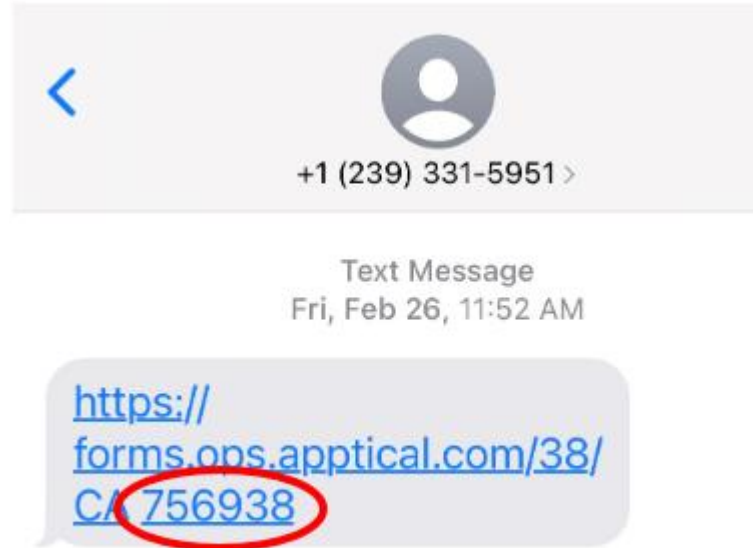 +1 (239) 331-5951 >
Text Message
Fri, Feb 26, 11:52 AM
https://
forms.ops.apptical.com/38/
CA 756938